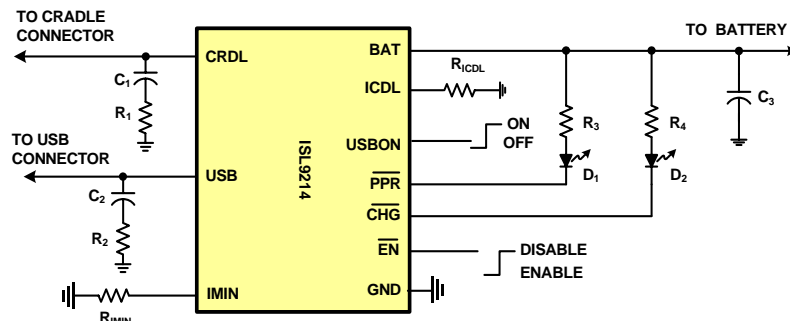 TO CRADLE
CONNECTOR
C1
R1
TO USB
CONNECTOR
C2
R2
RIMIN
CRDL
USB
IMIN
ISL9214
BAT
ICDL
USBON
PPR
CHG
EN
GND
RICDL
ON
OFF
DISABLE
ENABLE
TO BATTERY
R3
D1
R4
D2
C3